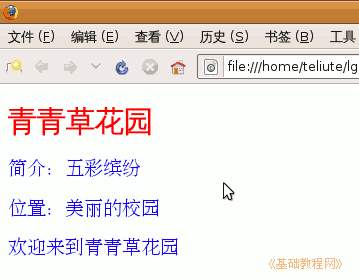 文件 (F) 编辑 (E) 查看 (V) 历史 (S) 书签 (B) 工具
file:///home/teliute/lg
青青草花园
简介：五彩缤纷
位置：美丽的校园
欢迎来到青青草花园
《基础教程网》